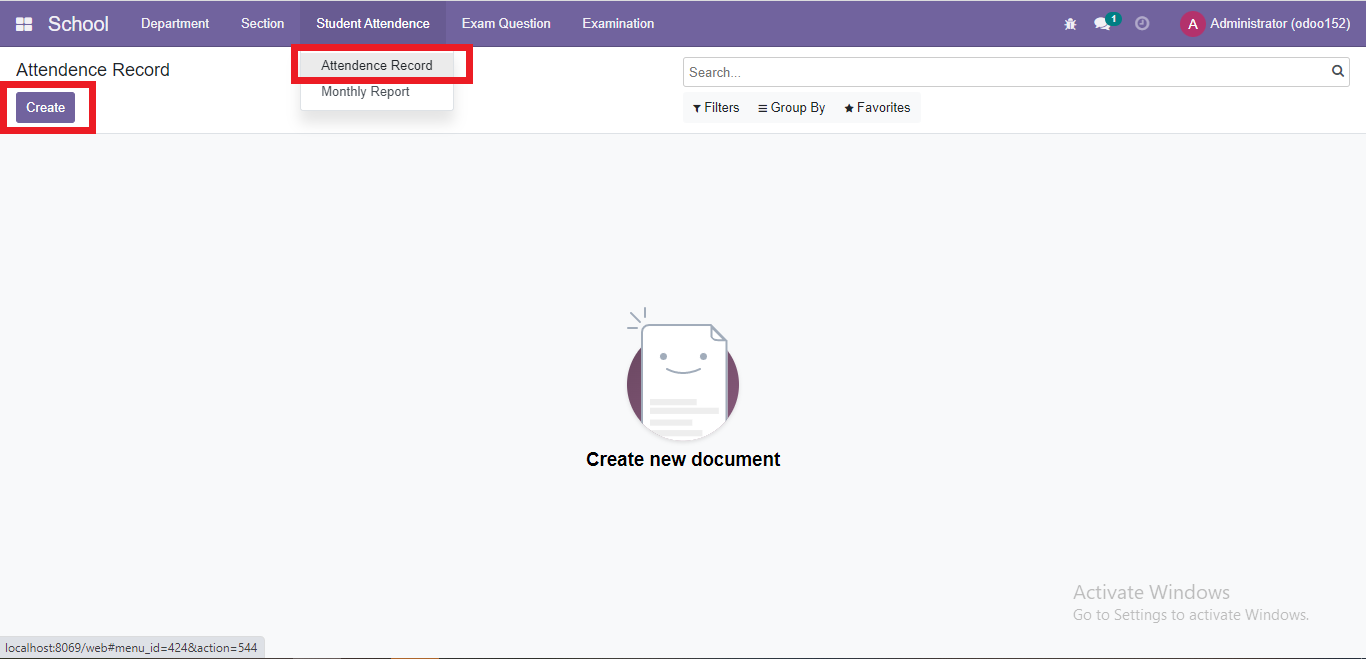 School Department Section Student Attendence Exam Question Examination 1 A Administrator (odoo152)
Attendence Record
Attendence Record
Monthly Report
Search...
Create
Filters Group By Favorites
Create new document
Activate Windows
Go to Settings to activate Windows.
localhost:8069/web#menu_id=424&action=544